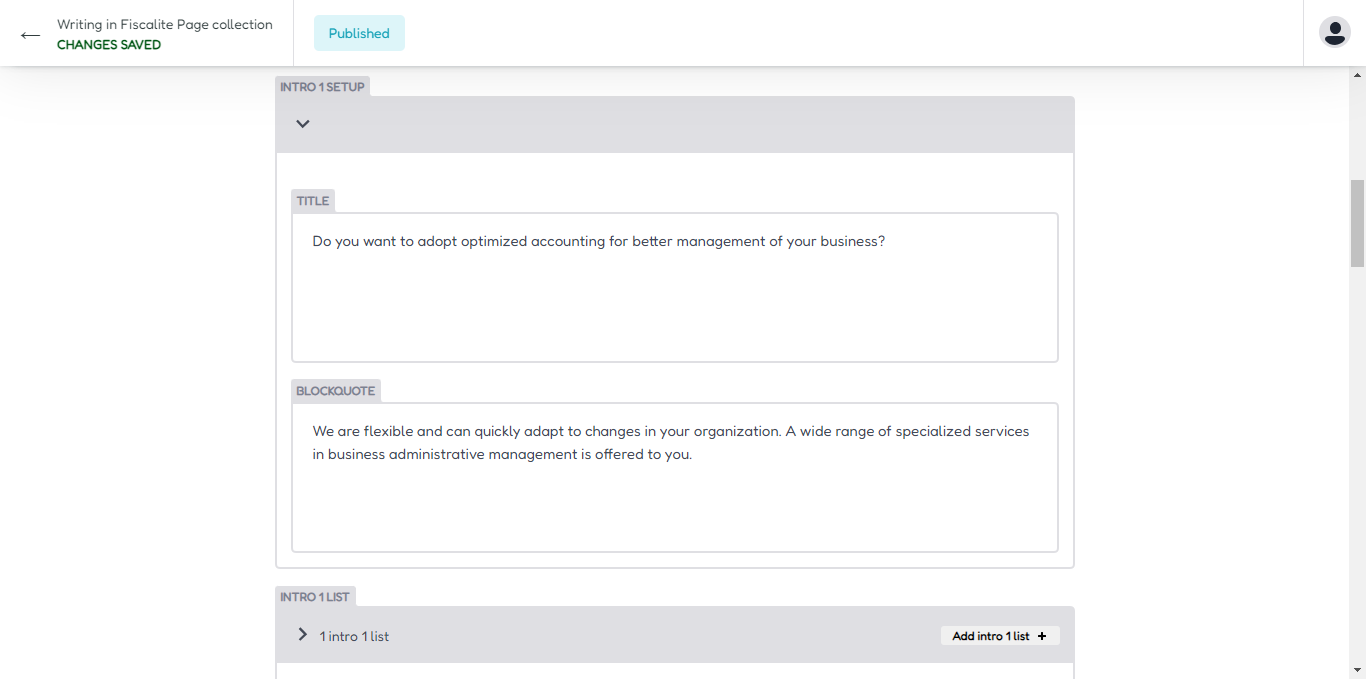 Writing in Fiscalite Page collection
CHANGES SAVED
Published
INTRO 1 SETUP
TITLE
Do you want to adopt optimized accounting for better management of your business?
BLOCKQUOTE
We are flexible and can quickly adapt to changes in your organization. A wide range of specialized services
in business administrative management is offered to you.
INTRO 1 LIST
1 intro 1 list
Add intro 1 list +